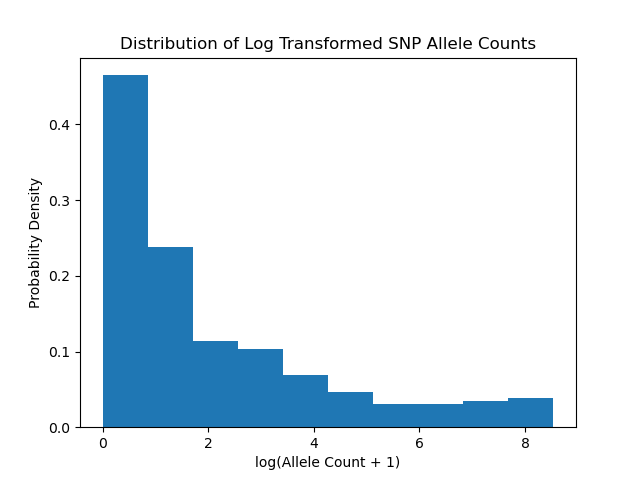 Distribution of Log Transformed SNP Allele Counts
Probability Density
0.4
0.3
0.2
0.1
0.0
0 2 4 6 8
log(Allele Count + 1)